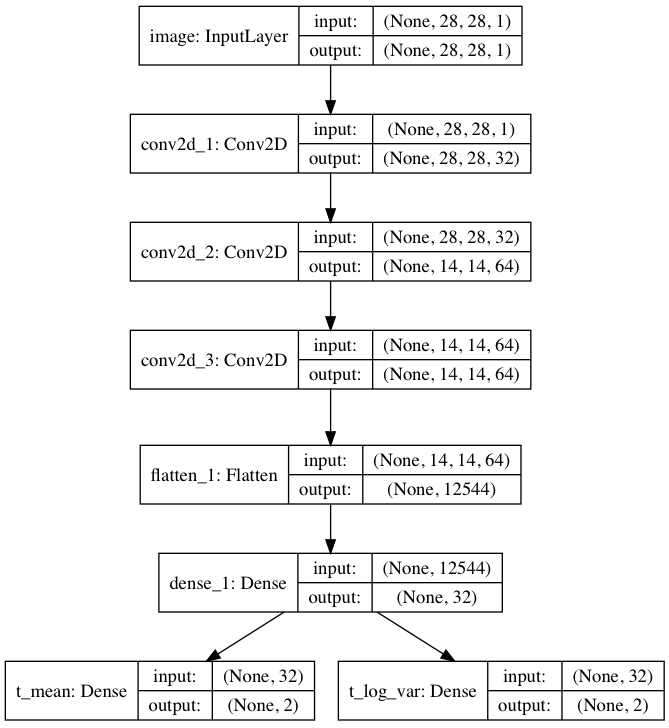 image: InputLayer
input: (None, 28, 28, 1)
output: (None, 28, 28, 1)
conv2d_1: Conv2D
input: (None, 28, 28, 1)
output: (None, 28, 28, 32)
conv2d_2: Conv2D
input: (None, 28, 28, 32)
output: (None, 14, 14, 64)
conv2d_3: Conv2D
input: (None, 14, 14, 64)
output: (None, 14, 14, 64)
flatten_1: Flatten
input: (None, 14, 14, 64)
output: (None, 12544)
dense_1: Dense
input: (None, 12544)
output: (None, 32)
t_mean: Dense
input: (None, 32)
output: (None, 2)
t_log_var: Dense
input: (None, 32)
output: (None, 2)